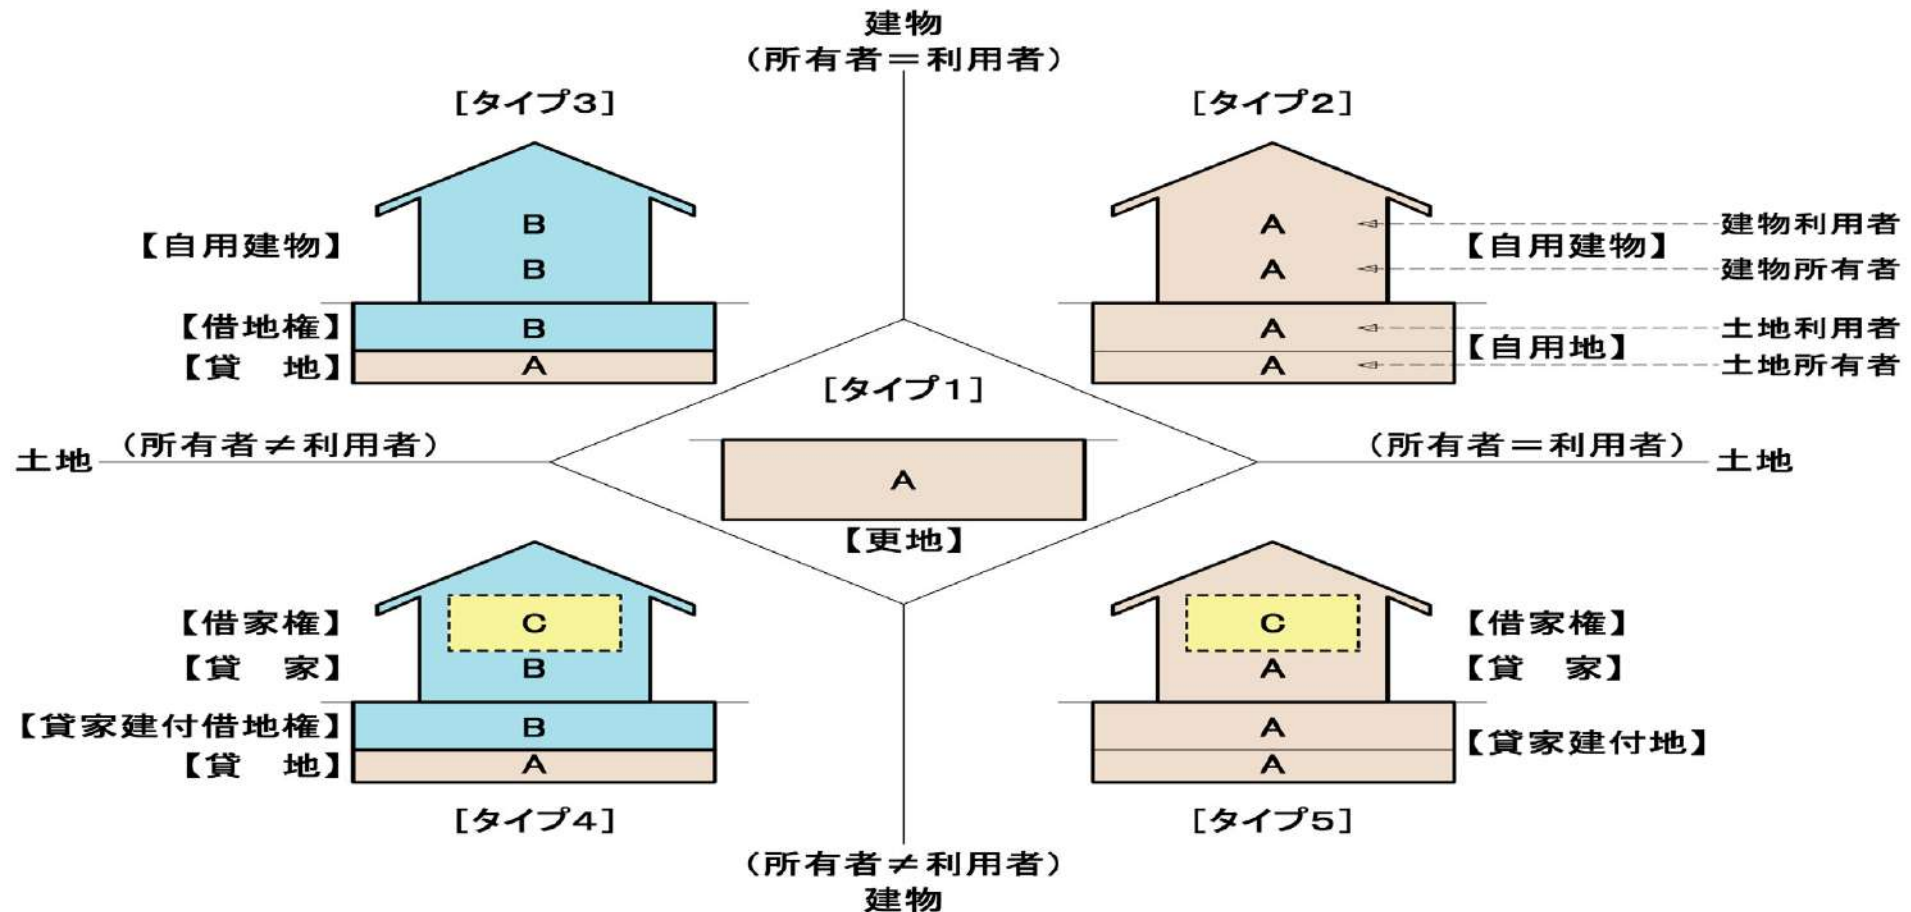 建物
（所有者＝利用者）
［タイプ3］
【自用建物】
B
B
【借地権】
B
【貸　地】
A
［タイプ2］
A
建物利用者
【自用建物】
A
建物所有者
A
土地利用者
【自用地】
A
土地所有者
［タイプ1］
A
【更地】
土地
（所有者≠利用者）
（所有者＝利用者）
土地
【借家権】
C
【貸　家】
B
【貸家建付借地権】
B
【貸　地】
A
［タイプ4］
C
【借家権】
A
【貸　家】
A
【貸家建付地】
A
［タイプ5］
（所有者≠利用者）
建物